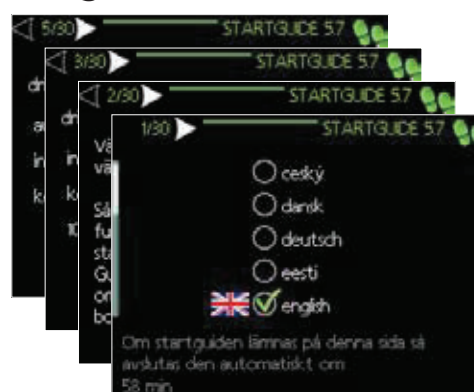 5/30 STARTGUIDE 5.7
3/30 STARTGUIDE 5.7
2/30 STARTGUIDE 5.7
1/30 STARTGUIDE 5.7
ceský
dansk
deutsch
eesti
english
Om startguiden lämnas på denna sida så
avslutas den automatiskt om
58 min